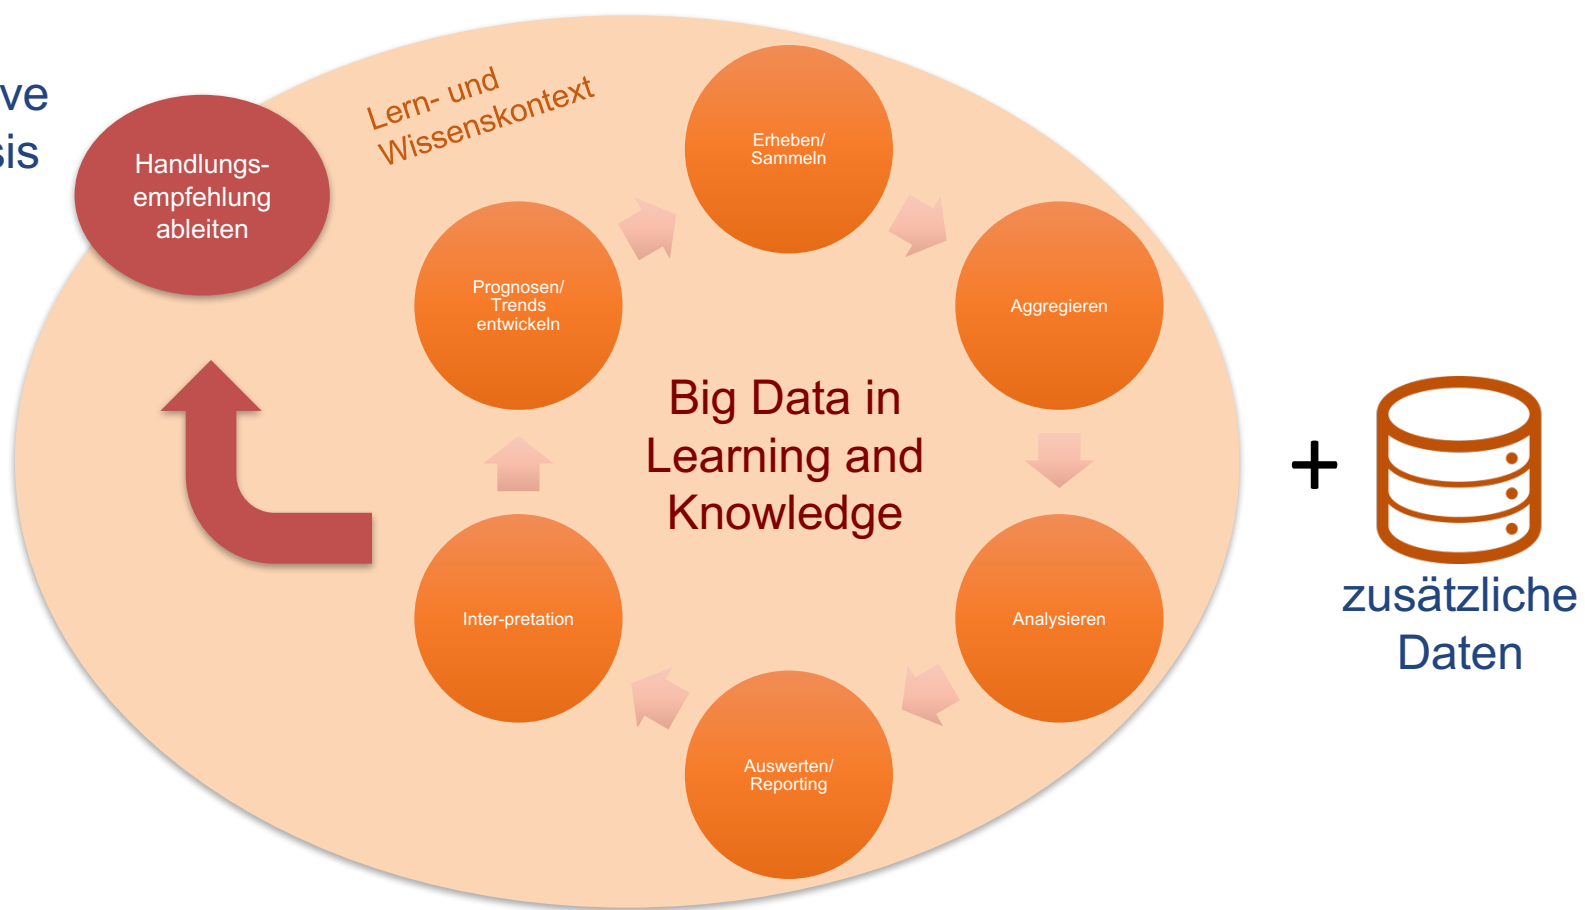 ve
sis
Handlungs-
empfehlung
ableiten
Lern- und
Wissenskontext
Erheben/
Sammeln
Aggregieren
Analysieren
Auswerten/
Reporting
Inter-pretation
Prognosen/
Trends
entwickeln
Big Data in
Learning and
Knowledge
+
zusätzliche
Daten